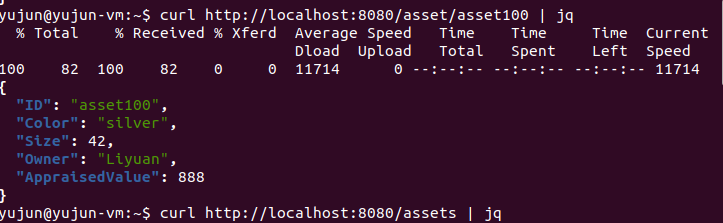 yujun@yujun-vm:~$ curl http://localhost:8080/asset/asset100 | jq
  % Total    % Received % Xferd  Average Speed   Time    Time     Time  Current
                                 Dload  Upload   Total   Spent    Left  Speed
100    82  100    82    0     0  11714      0 --:--:-- --:--:-- --:--:-- 11714
{
  "ID": "asset100",
  "Color": "silver",
  "Size": 42,
  "Owner": "Liyuan",
  "AppraisedValue": 888
}
yujun@yujun-vm:~$ curl http://localhost:8080/assets | jq